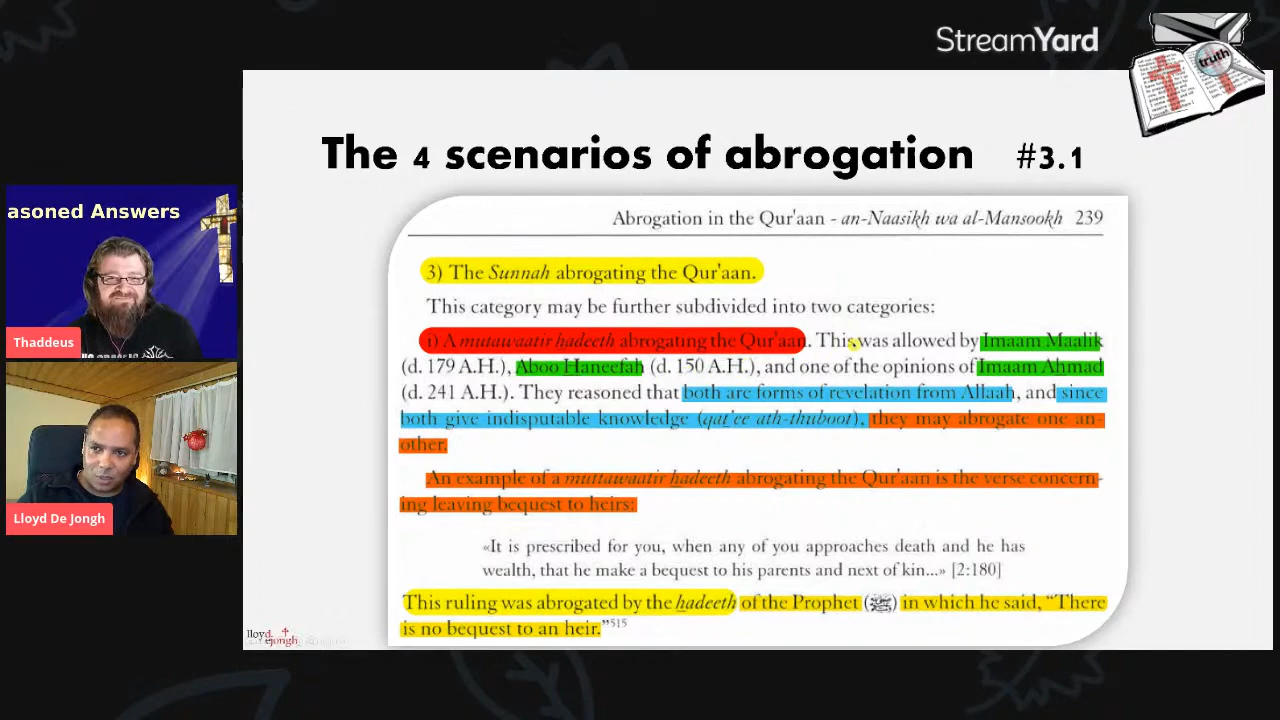 StreamYard
truth
The 4 scenarios of abrogation #3.1
asoned Answers
Thaddeus
Lloyd De Jongh
Abrogation in the Qur'aan - an-Naasikh wa al-Mansookh 239
3) The Sunnah abrogating the Qur'aan.
This category may be further subdivided into two categories:
i) A mutawaatir hadeeth abrogating the Qur'aan. This was allowed by Imaam Maalik
(d. 179 A.H.), Aboo Haneefah (d. 150 A.H.), and one of the opinions of Imaam Ahmad
(d. 241 A.H.). They reasoned that both are forms of revelation from Allaah, and since
both give indisputable knowledge (qat'ee ath-thuboot), they may abrogate one an-
other.
An example of a muttawaatir hadeeth abrogating the Qur'aan is the verse concern-
ing leaving bequest to heirs:
«It is prescribed for you, when any of you approaches death and he has
wealth, that he make a bequest to his parents and next of kin...» [2:180]
This ruling was abrogated by the hadeeth of the Prophet (ﷺ) in which he said, “There
is no bequest to an heir.”515
lloyd
dejongh